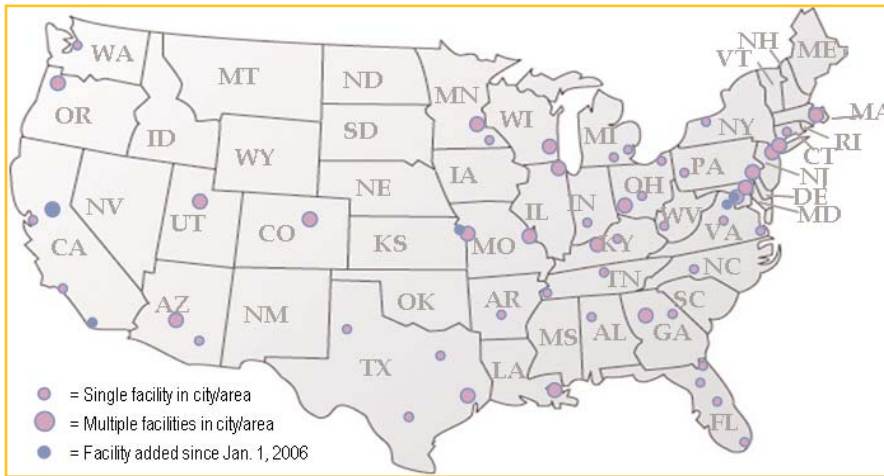 NH
ME
VT
WA
MT
ND
MN
MA
OR
WI
NY
ID
SD
MI
RI
WY
CT
PA
IA
NJ
NE
OH
DE
NV
IN
IL
MD
UT
WV
CO
VA
CA
KS
MO
KY
NC
TN
OK
AZ
AR
SC
NM
MS
AL
GA
TX
LA
FL
= Single facility in city/area
= Multiple facilities in city/area
= Facility added since Jan. 1, 2006